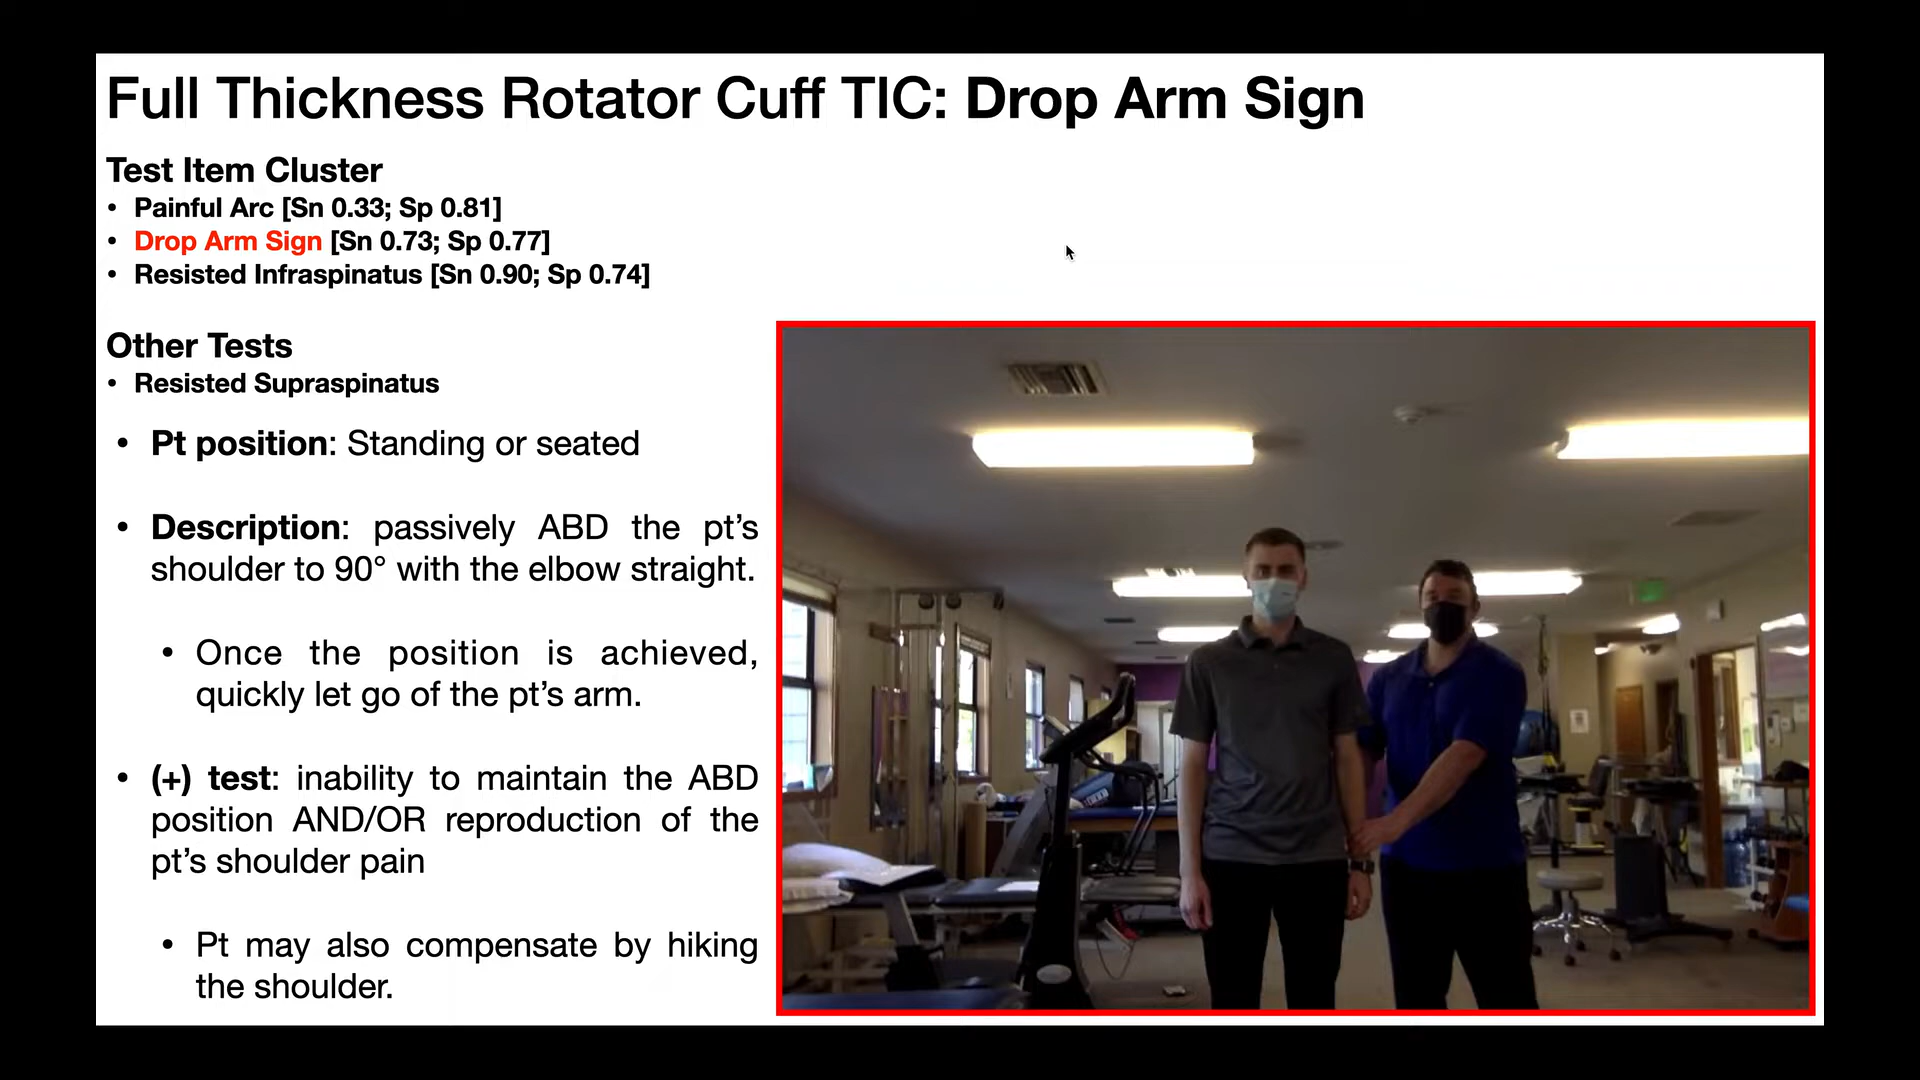 Full Thickness Rotator Cuff TIC: Drop Arm Sign
Test Item Cluster
• Painful Arc [Sn 0.33; Sp 0.81]
• Drop Arm Sign [Sn 0.73; Sp 0.77]
• Resisted Infraspinatus [Sn 0.90; Sp 0.74]
Other Tests
• Resisted Supraspinatus
• Pt position: Standing or seated
• Description: passively ABD the pt’s
shoulder to 90° with the elbow straight.
• Once the position is achieved,
quickly let go of the pt’s arm.
• (+) test: inability to maintain the ABD
position AND/OR reproduction of the
pt’s shoulder pain
• Pt may also compensate by hiking
the shoulder.